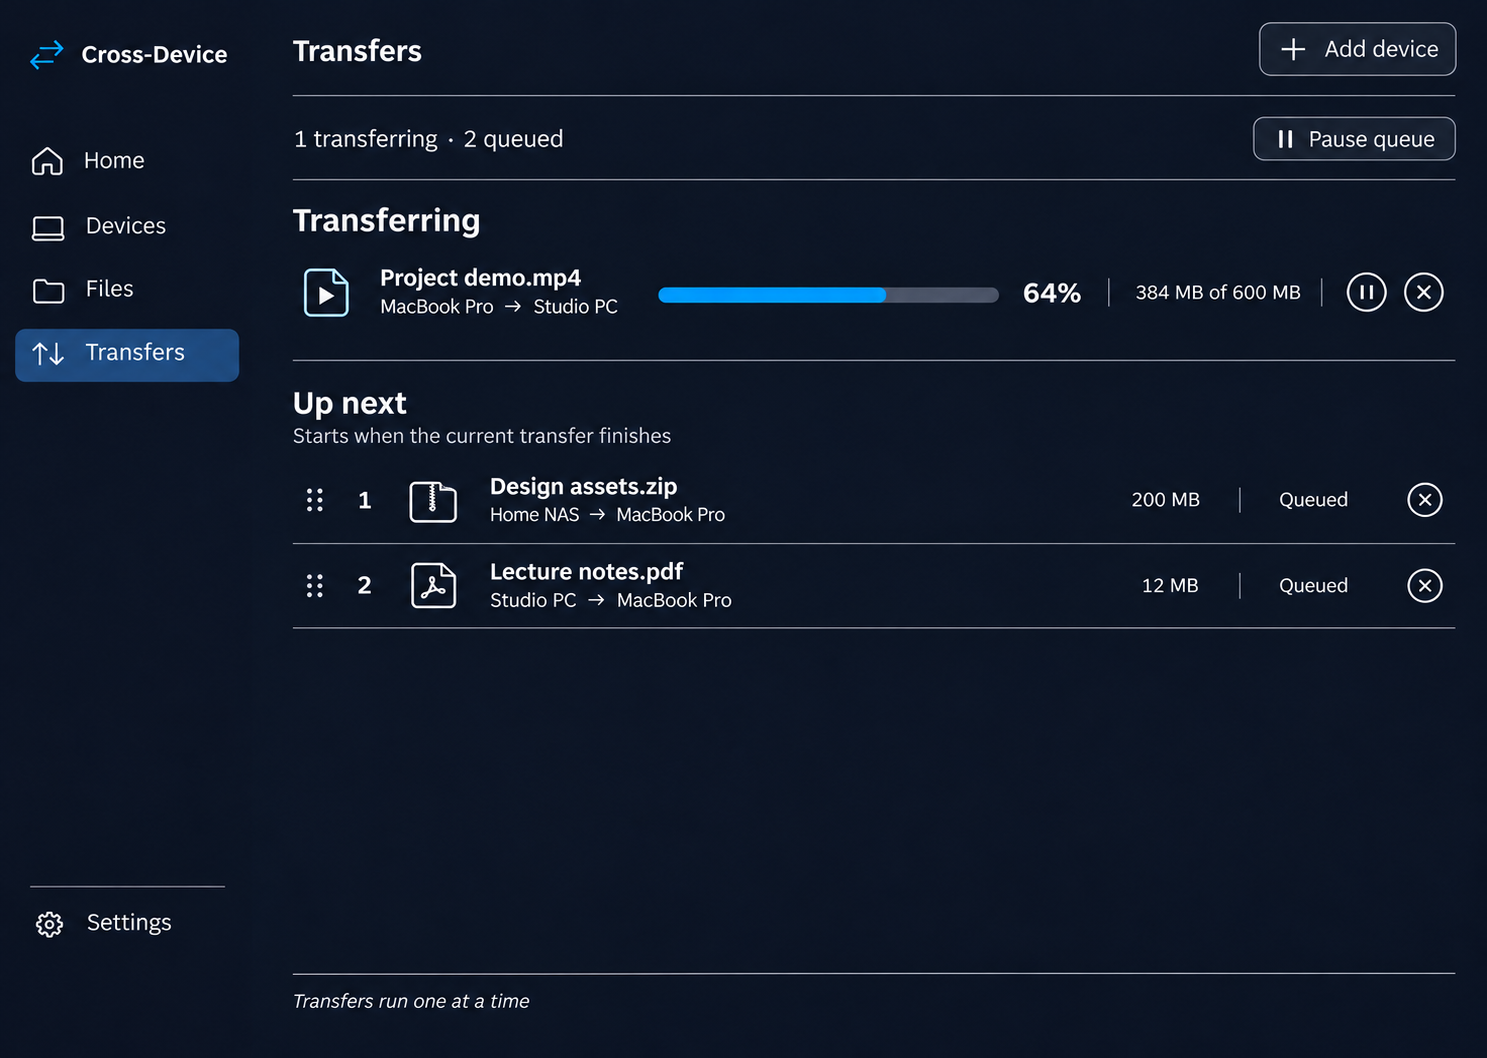 Cross-Device
Home
Devices
Files
Transfers
Settings
Transfers
Add device
1 transferring · 2 queued
Pause queue
Transferring
Project demo.mp4
MacBook Pro → Studio PC
64%
384 MB of 600 MB
Up next
Starts when the current transfer finishes
1
Design assets.zip
Home NAS → MacBook Pro
200 MB
Queued
2
Lecture notes.pdf
Studio PC → MacBook Pro
12 MB
Queued
Transfers run one at a time